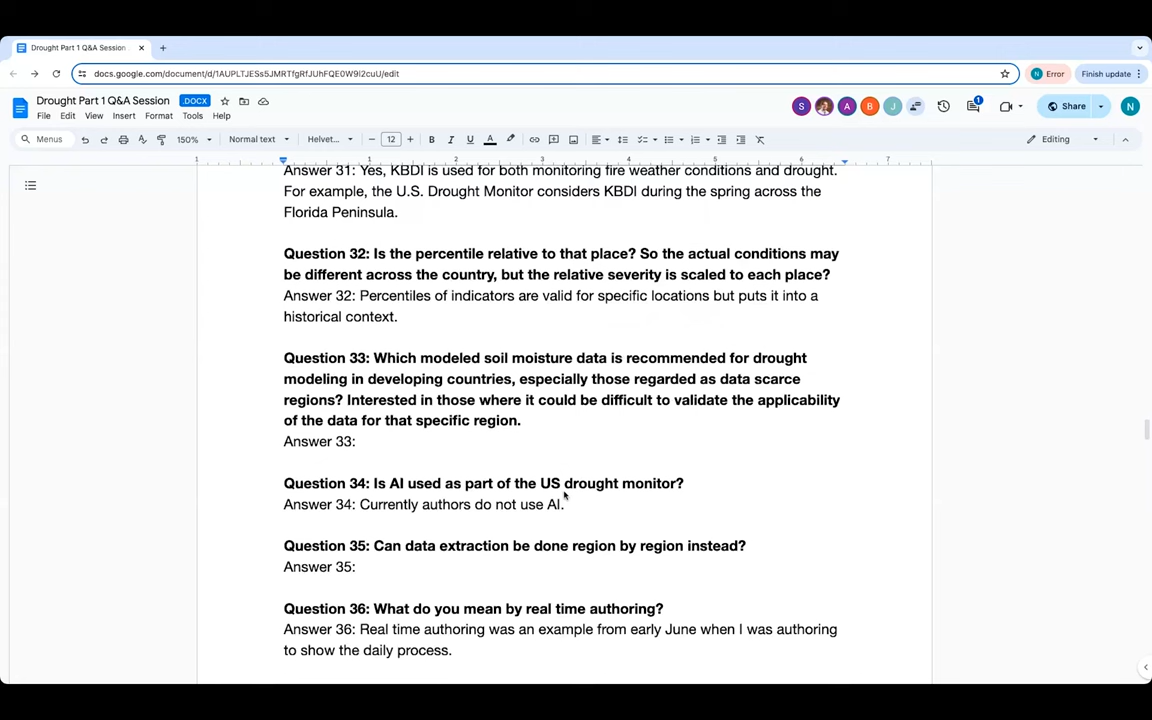 Drought Part 1 Q&A Session
docs.google.com/document/d/1AUPLTJESs5JMRTfgRfJUhFQE0W9I2cuU/edit
N Error
Finish update
Drought Part 1 Q&A Session .DOCX
File Edit View Insert Format Tools Help
S A B J 1 Share N
Menus 150% Normal text Helvet... 12 B I U A Editing
1 1 2 3 4 5 6 7
Answer 31: Yes, KBDI is used for both monitoring fire weather conditions and drought.
For example, the U.S. Drought Monitor considers KBDI during the spring across the
Florida Peninsula.
Question 32: Is the percentile relative to that place? So the actual conditions may
be different across the country, but the relative severity is scaled to each place?
Answer 32: Percentiles of indicators are valid for specific locations but puts it into a
historical context.
Question 33: Which modeled soil moisture data is recommended for drought
modeling in developing countries, especially those regarded as data scarce
regions? Interested in those where it could be difficult to validate the applicability
of the data for that specific region.
Answer 33:
Question 34: Is AI used as part of the US drought monitor?
Answer 34: Currently authors do not use AI.
Question 35: Can data extraction be done region by region instead?
Answer 35:
Question 36: What do you mean by real time authoring?
Answer 36: Real time authoring was an example from early June when I was authoring
to show the daily process.